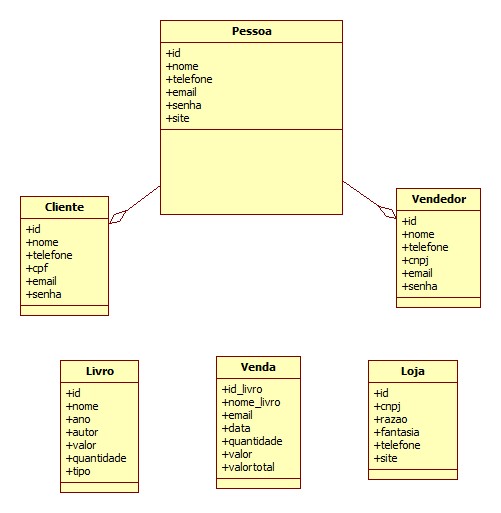 Pessoa
+id
+nome
+telefone
+email
+senha
+site
Cliente
+id
+nome
+telefone
+cpf
+email
+senha
Vendedor
+id
+nome
+telefone
+cnpj
+email
+senha
Livro
+id
+nome
+ano
+autor
+valor
+quantidade
+tipo
Venda
+id_livro
+nome_livro
+email
+data
+quantidade
+valor
+valortotal
Loja
+id
+cnpj
+razao
+fantasia
+telefone
+site